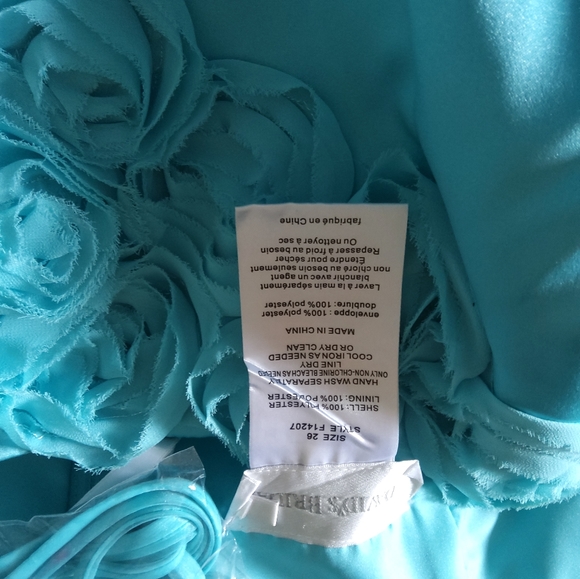 DAVID'S BRIDAL
SIZE 26
STYLE F14207
SHELL: 100% POLYESTER
LINING: 100% POLYESTER
HAND WASH SEPARATELY
ONLY NON-CHLORINE BLEACH AS NEEDED
LINE DRY
COOL IRON AS NEEDED
OR DRY CLEAN
MADE IN CHINA
enveloppe : 100% polyester
doublure: 100% polyester
Laver à la main séparément
blanchir avec un agent
non chloré au besoin seulement
Étendre pour sécher
Repasser à froid au besoin
Ou nettoyer à sec
fabriqué en Chine